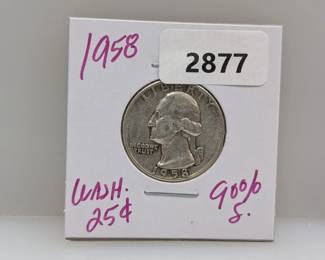 1958
2877
LIBERTY
IN GOD WE
TRUST
1958
WASH.
25¢
90%
S.